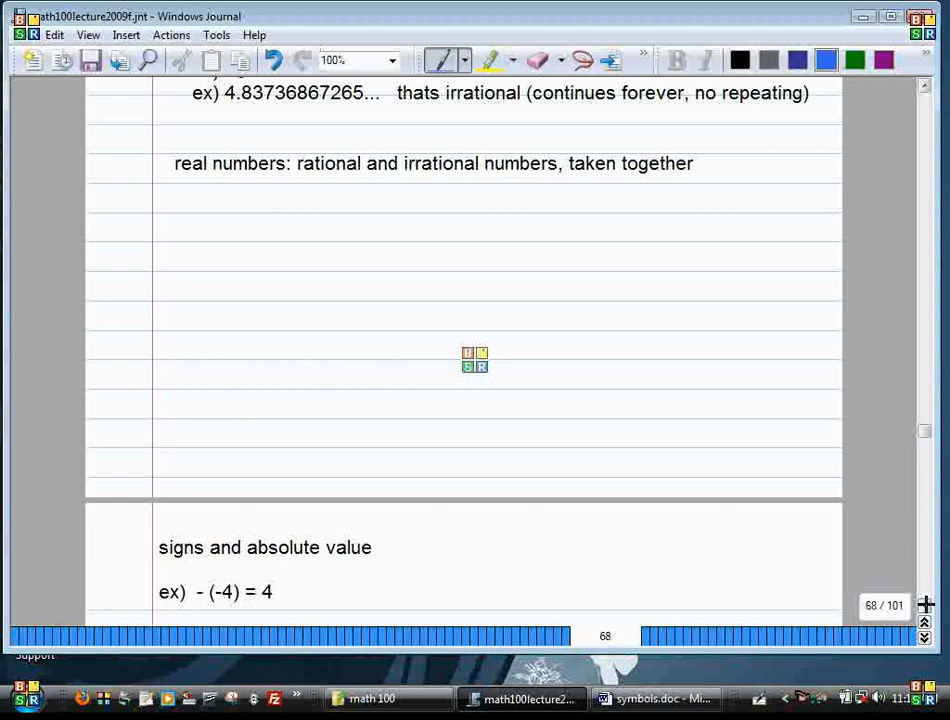 math100lecture2009f.jnt - Windows Journal
Edit View Insert Actions Tools Help
100%
B I
ex) 4.83736867265... thats irrational (continues forever, no repeating)
real numbers: rational and irrational numbers, taken together
B
S R
signs and absolute value
ex) - (-4) = 4
68 / 101
68
Support
math 100
math100lecture2...
symbols.doc - Mi...